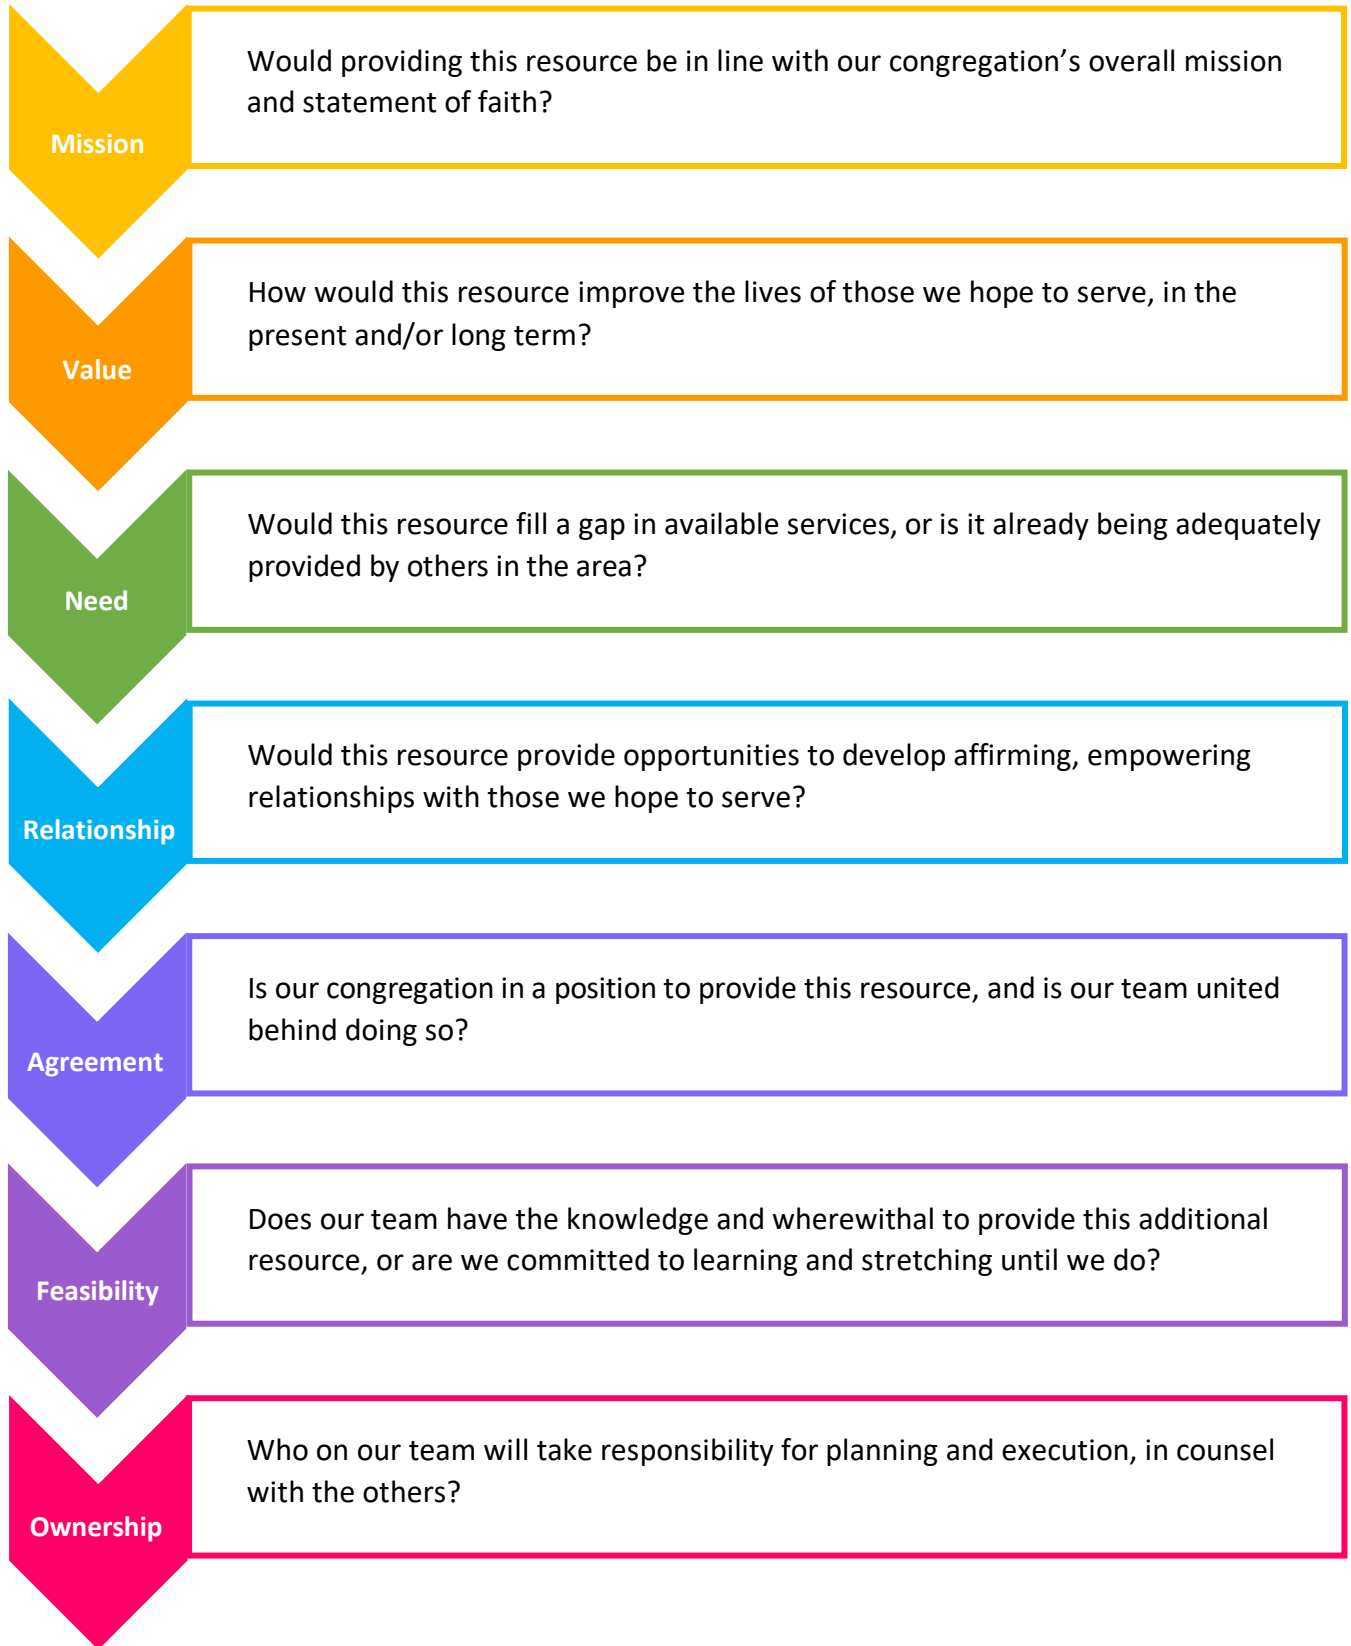 Would providing this resource be in line with our congregation’s overall mission
and statement of faith?
Mission
How would this resource improve the lives of those we hope to serve, in the
present and/or long term?
Value
Would this resource fill a gap in available services, or is it already being adequately
provided by others in the area?
Need
Would this resource provide opportunities to develop affirming, empowering
relationships with those we hope to serve?
Relationship
Is our congregation in a position to provide this resource, and is our team united
behind doing so?
Agreement
Does our team have the knowledge and wherewithal to provide this additional
resource, or are we committed to learning and stretching until we do?
Feasibility
Who on our team will take responsibility for planning and execution, in counsel
with the others?
Ownership